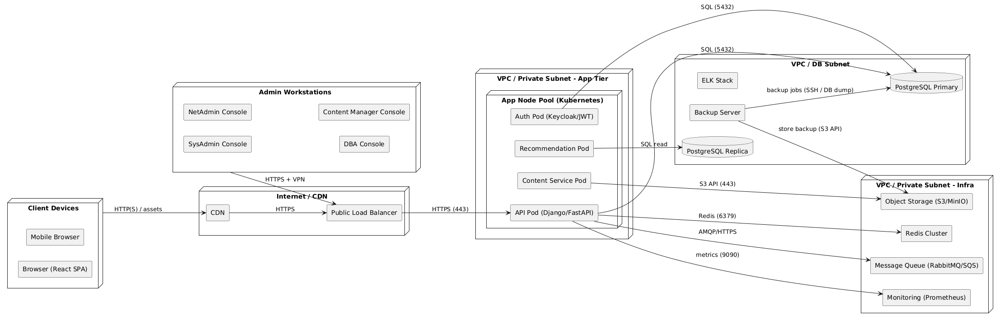 Client Devices
Mobile Browser
Browser (React SPA)
HTTP(S) / assets
Admin Workstations
NetAdmin Console
Content Manager Console
SysAdmin Console
DBA Console
HTTPS + VPN
Internet / CDN
CDN
HTTPS
Public Load Balancer
HTTPS (443)
VPC / Private Subnet - App Tier
App Node Pool (Kubernetes)
Auth Pod (Keycloak/JWT)
Recommendation Pod
Content Service Pod
API Pod (Django/FastAPI)
SQL (5432)
SQL (5432)
SQL read
S3 API (443)
Redis (6379)
AMQP/HTTPS
metrics (9090)
VPC / DB Subnet
ELK Stack
Backup Server
PostgreSQL Replica
PostgreSQL Primary
backup jobs (SSH / DB dump)
store backup (S3 API)
VPC / Private Subnet - Infra
Object Storage (S3/MinIO)
Redis Cluster
Message Queue (RabbitMQ/SQS)
Monitoring (Prometheus)